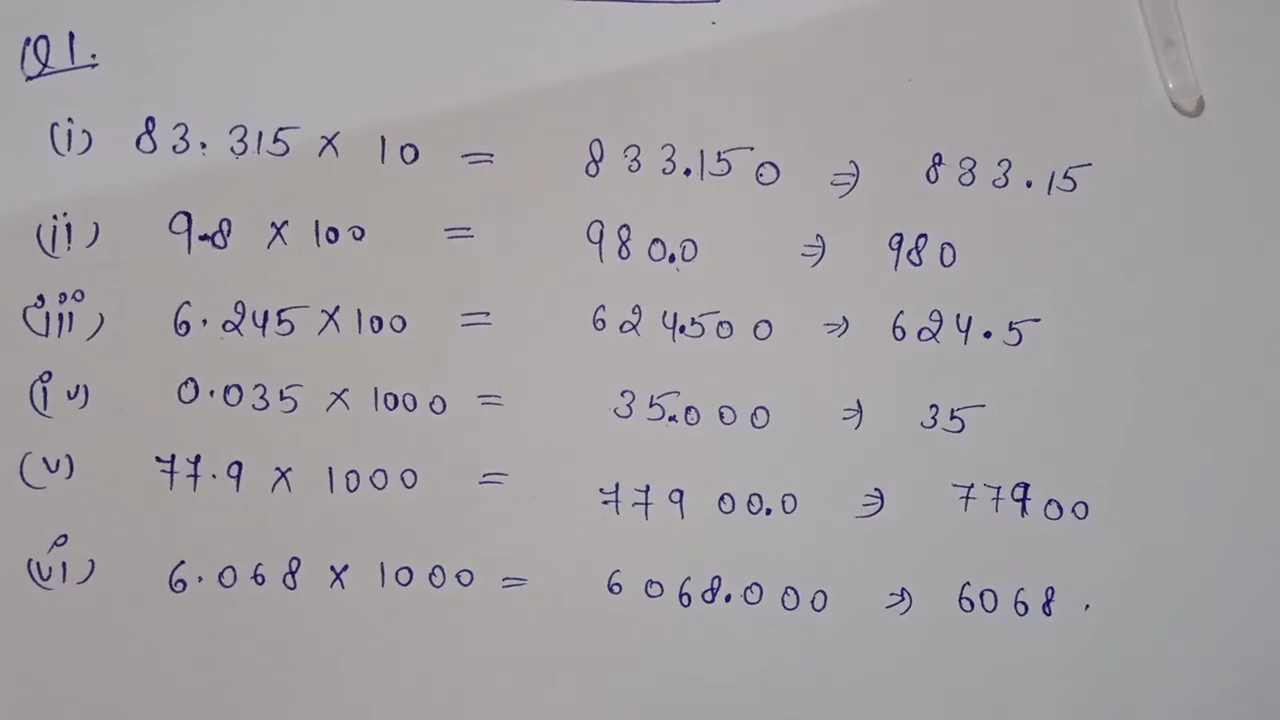 Q1.
(i) 83.315 × 10 = 833.150 ⇒ 883.15
(ii) 9.8 × 100 = 980.0 ⇒ 980
(iii) 6.245 × 100 = 624.500 ⇒ 624.5
(iv) 0.035 × 1000 = 35.000 ⇒ 35
(v) 77.9 × 1000 = 77900.0 ⇒ 77900
(vi) 6.068 × 1000 = 6068.000 ⇒ 6068.